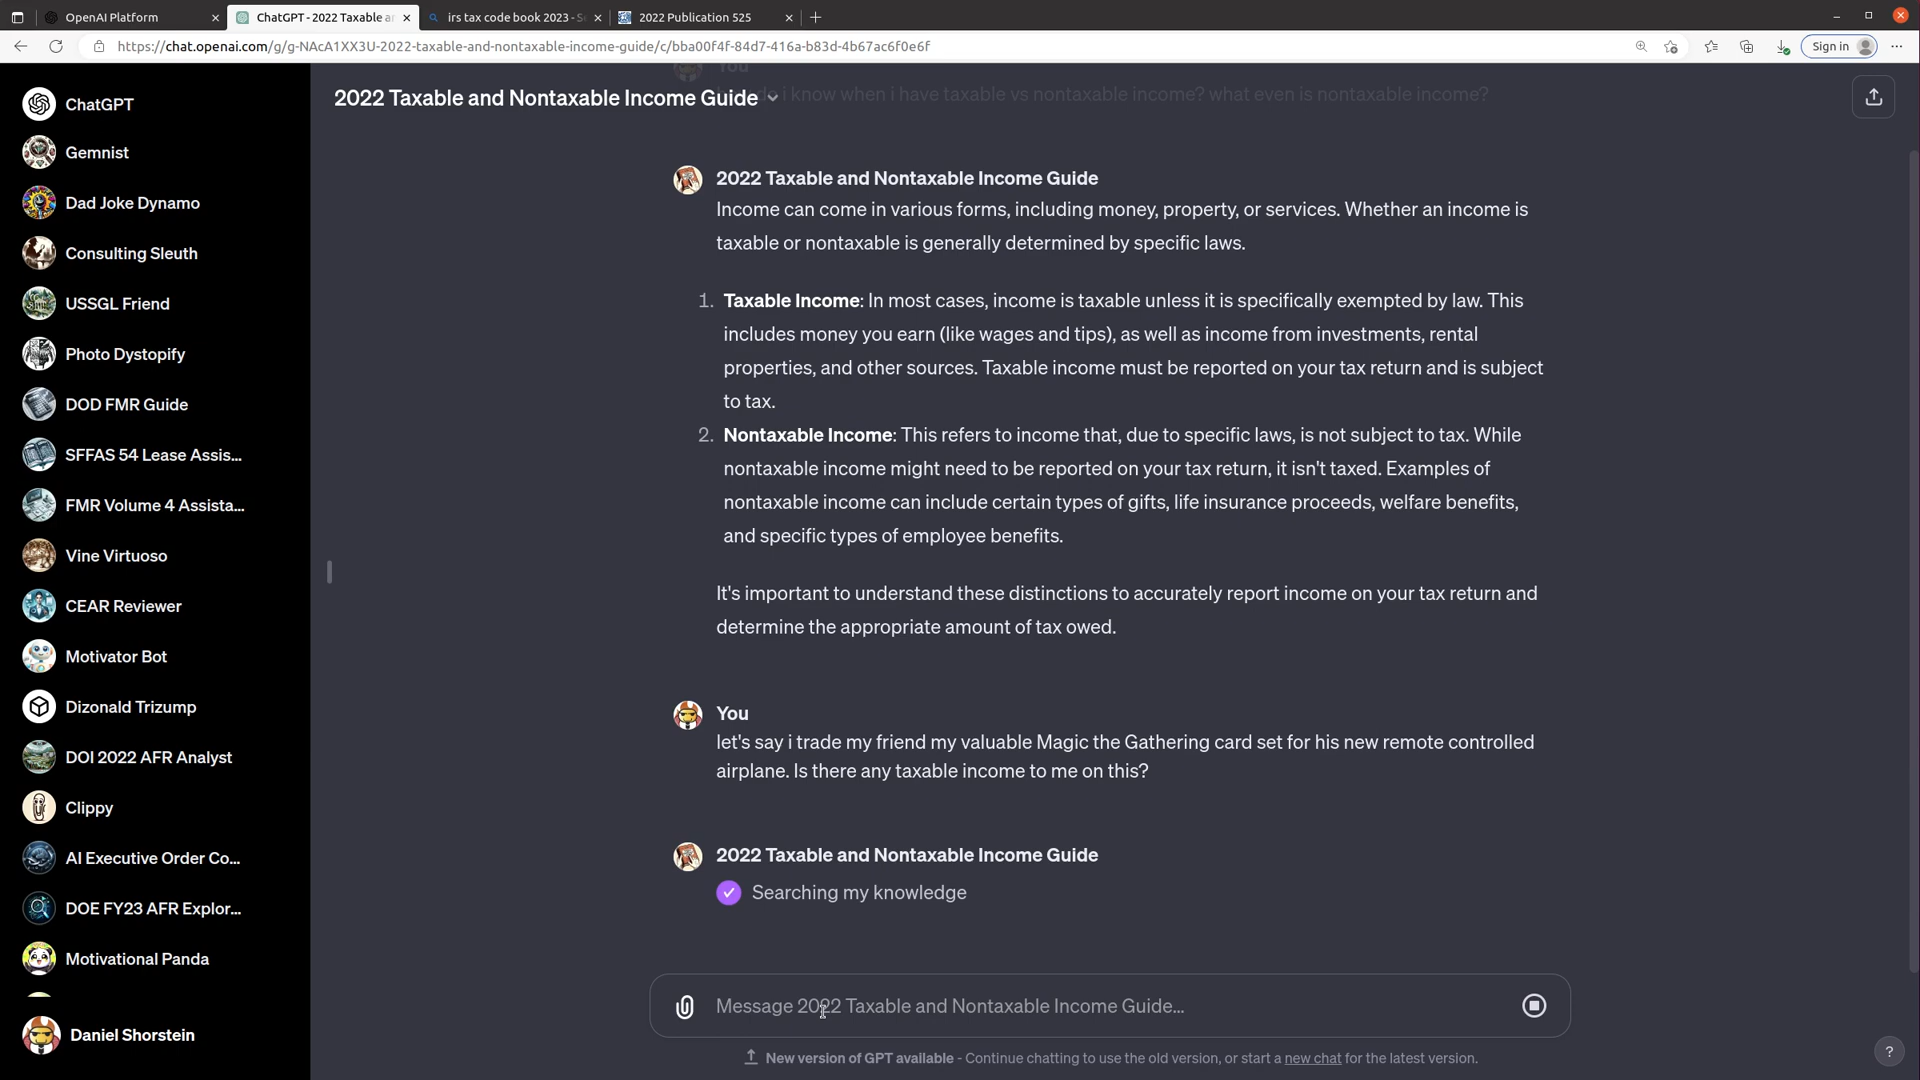 OpenAI Platform
ChatGPT - 2022 Taxable a
irs tax code book 2023 - S
2022 Publication 525
https://chat.openai.com/g/g-NAcA1XX3U-2022-taxable-and-nontaxable-income-guide/c/bba00f4f-84d7-416a-b83d-4b67ac6f0e6f
Sign in
ChatGPT
Gemnist
Dad Joke Dynamo
Consulting Sleuth
USSGL Friend
Photo Dystopify
DOD FMR Guide
SFFAS 54 Lease Assis...
FMR Volume 4 Assista...
Vine Virtuoso
CEAR Reviewer
Motivator Bot
Dizonald Trizump
DOI 2022 AFR Analyst
Clippy
AI Executive Order Co...
DOE FY23 AFR Explor...
Motivational Panda
Daniel Shorstein
You
i know when i have taxable vs nontaxable income? what even is nontaxable income?
2022 Taxable and Nontaxable Income Guide
2022 Taxable and Nontaxable Income Guide
Income can come in various forms, including money, property, or services. Whether an income is
taxable or nontaxable is generally determined by specific laws.
1. Taxable Income: In most cases, income is taxable unless it is specifically exempted by law. This
includes money you earn (like wages and tips), as well as income from investments, rental
properties, and other sources. Taxable income must be reported on your tax return and is subject
to tax.
2. Nontaxable Income: This refers to income that, due to specific laws, is not subject to tax. While
nontaxable income might need to be reported on your tax return, it isn't taxed. Examples of
nontaxable income can include certain types of gifts, life insurance proceeds, welfare benefits,
and specific types of employee benefits.
It's important to understand these distinctions to accurately report income on your tax return and
determine the appropriate amount of tax owed.
You
let's say i trade my friend my valuable Magic the Gathering card set for his new remote controlled
airplane. Is there any taxable income to me on this?
2022 Taxable and Nontaxable Income Guide
Searching my knowledge
Message 2022 Taxable and Nontaxable Income Guide...
New version of GPT available - Continue chatting to use the old version, or start a new chat for the latest version.
?